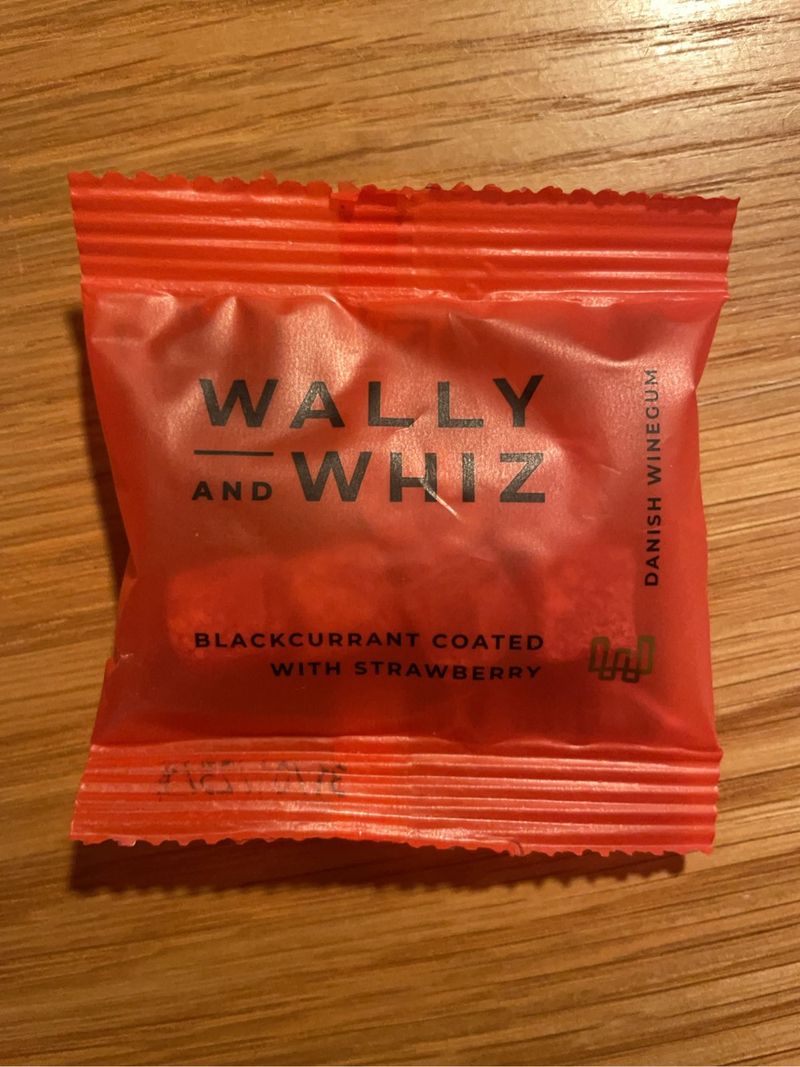 WALLY
AND WHIZ
DANISH WINEGUM
BLACKCURRANT COATED
WITH STRAWBERRY